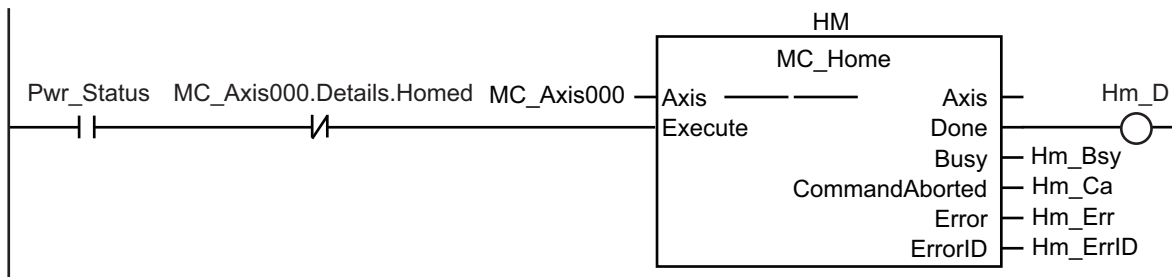 HM
MC_Home
Pwr_Status MC_Axis000.Details.Homed MC_Axis000 Axis Axis Hm_D
Execute Done
Busy Hm_Bsy
CommandAborted Hm_Ca
Error Hm_Err
ErrorID Hm_ErrID